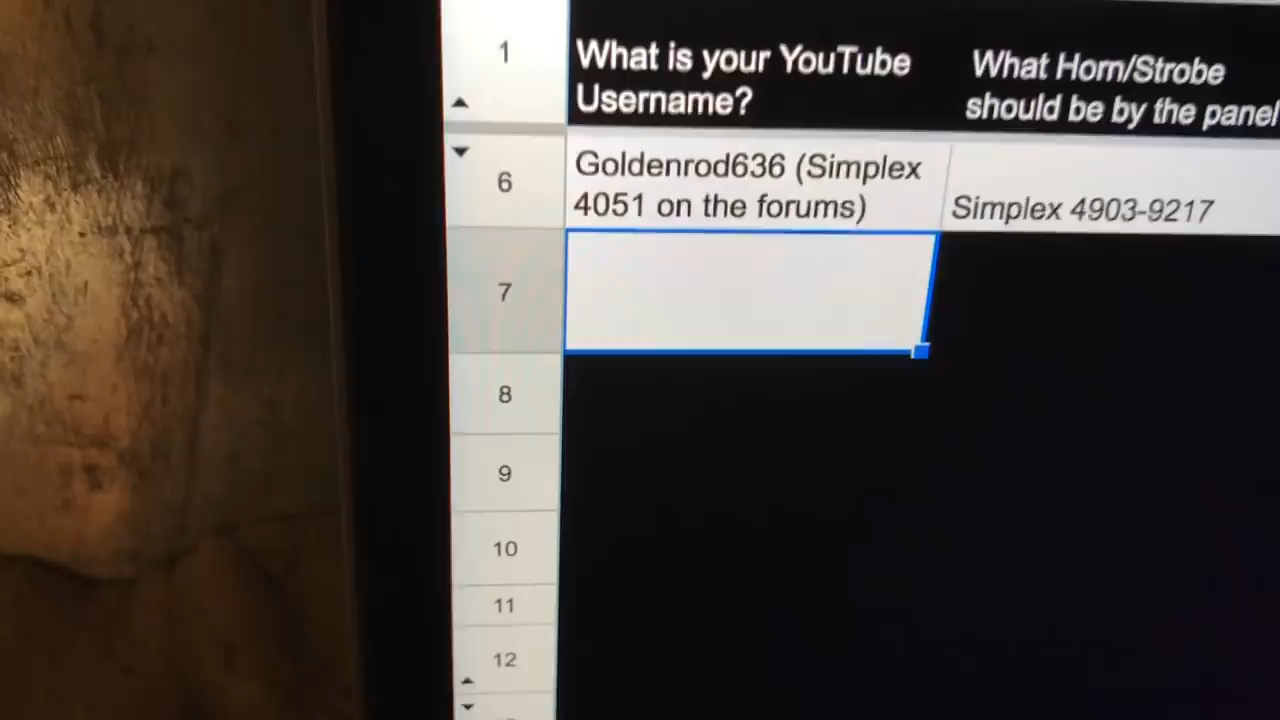 1
What is your YouTube
Username?
What Horn/Strobe
should be by the panel
6
Goldenrod636 (Simplex
4051 on the forums)
Simplex 4903-9217
7
8
9
10
11
12